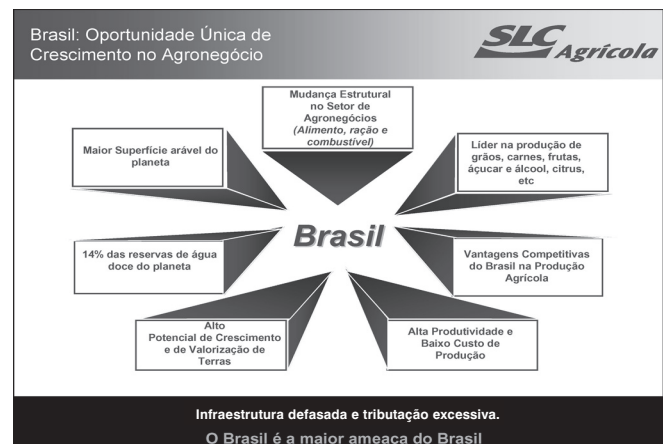 Brasil: Oportunidade Única de
Crescimento no Agronegócio
SLC Agrícola
Mudança Estrutural
no Setor de
Agronegócios
(Alimento, ração e
combustível)
Maior Superfície arável do
planeta
Líder na produção de
grãos, carnes, frutas,
áçucar e álcool, citrus,
etc
Brasil
14% das reservas de água
doce do planeta
Vantagens Competitivas
do Brasil na Produção
Agrícola
Alto
Potencial de Crescimento
e de Valorização de
Terras
Alta Produtividade e
Baixo Custo de
Produção
Infraestrutura defasada e tributação excessiva.
O Brasil é a maior ameaça do Brasil